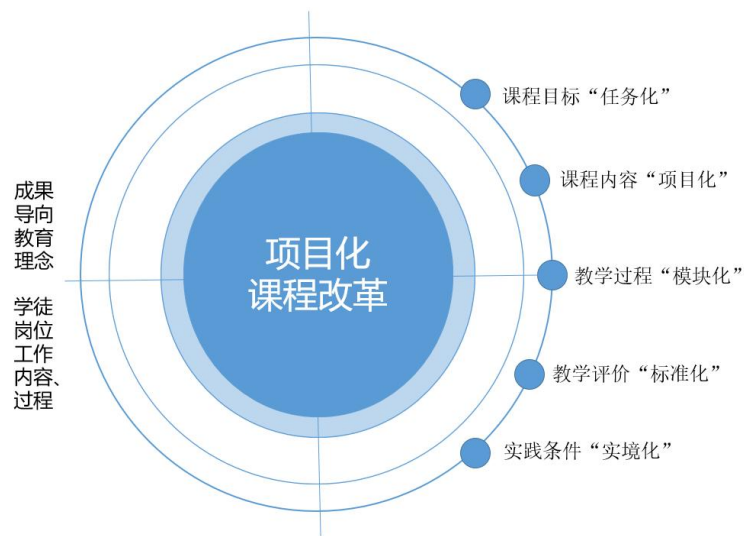 成果
导向
教育
理念
学徒
岗位
工作
内容、
过程
项目化
课程改革
课程目标“任务化”
课程内容“项目化”
教学过程“模块化”
教学评价“标准化”
实践条件“实境化”